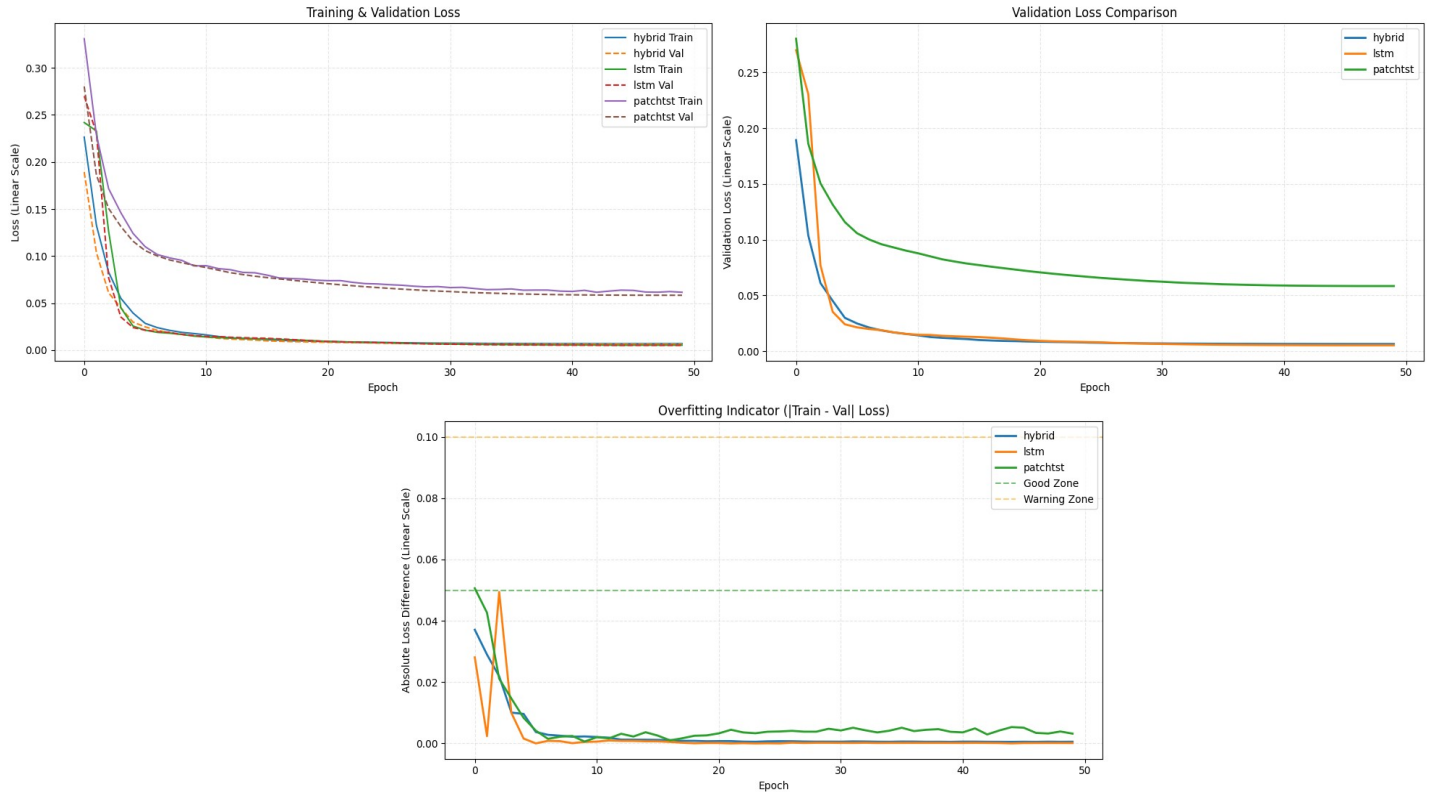 Training & Validation Loss
Loss (Linear Scale)
0.30
0.25
0.20
0.15
0.10
0.05
0.00
0 10 20 30 40 50
Epoch
hybrid Train
hybrid Val
lstm Train
lstm Val
patchtst Train
patchtst Val
Validation Loss Comparison
Validation Loss (Linear Scale)
0.25
0.20
0.15
0.10
0.05
0.00
0 10 20 30 40 50
Epoch
hybrid
lstm
patchtst
Overfitting Indicator (|Train - Val| Loss)
Absolute Loss Difference (Linear Scale)
0.10
0.08
0.06
0.04
0.02
0.00
0 10 20 30 40 50
Epoch
hybrid
lstm
patchtst
Good Zone
Warning Zone